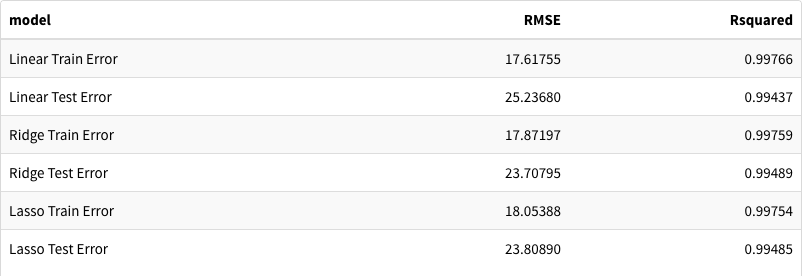 model RMSE Rsquared
Linear Train Error 17.61755 0.99766
Linear Test Error 25.23680 0.99437
Ridge Train Error 17.87197 0.99759
Ridge Test Error 23.70795 0.99489
Lasso Train Error 18.05388 0.99754
Lasso Test Error 23.80890 0.99485